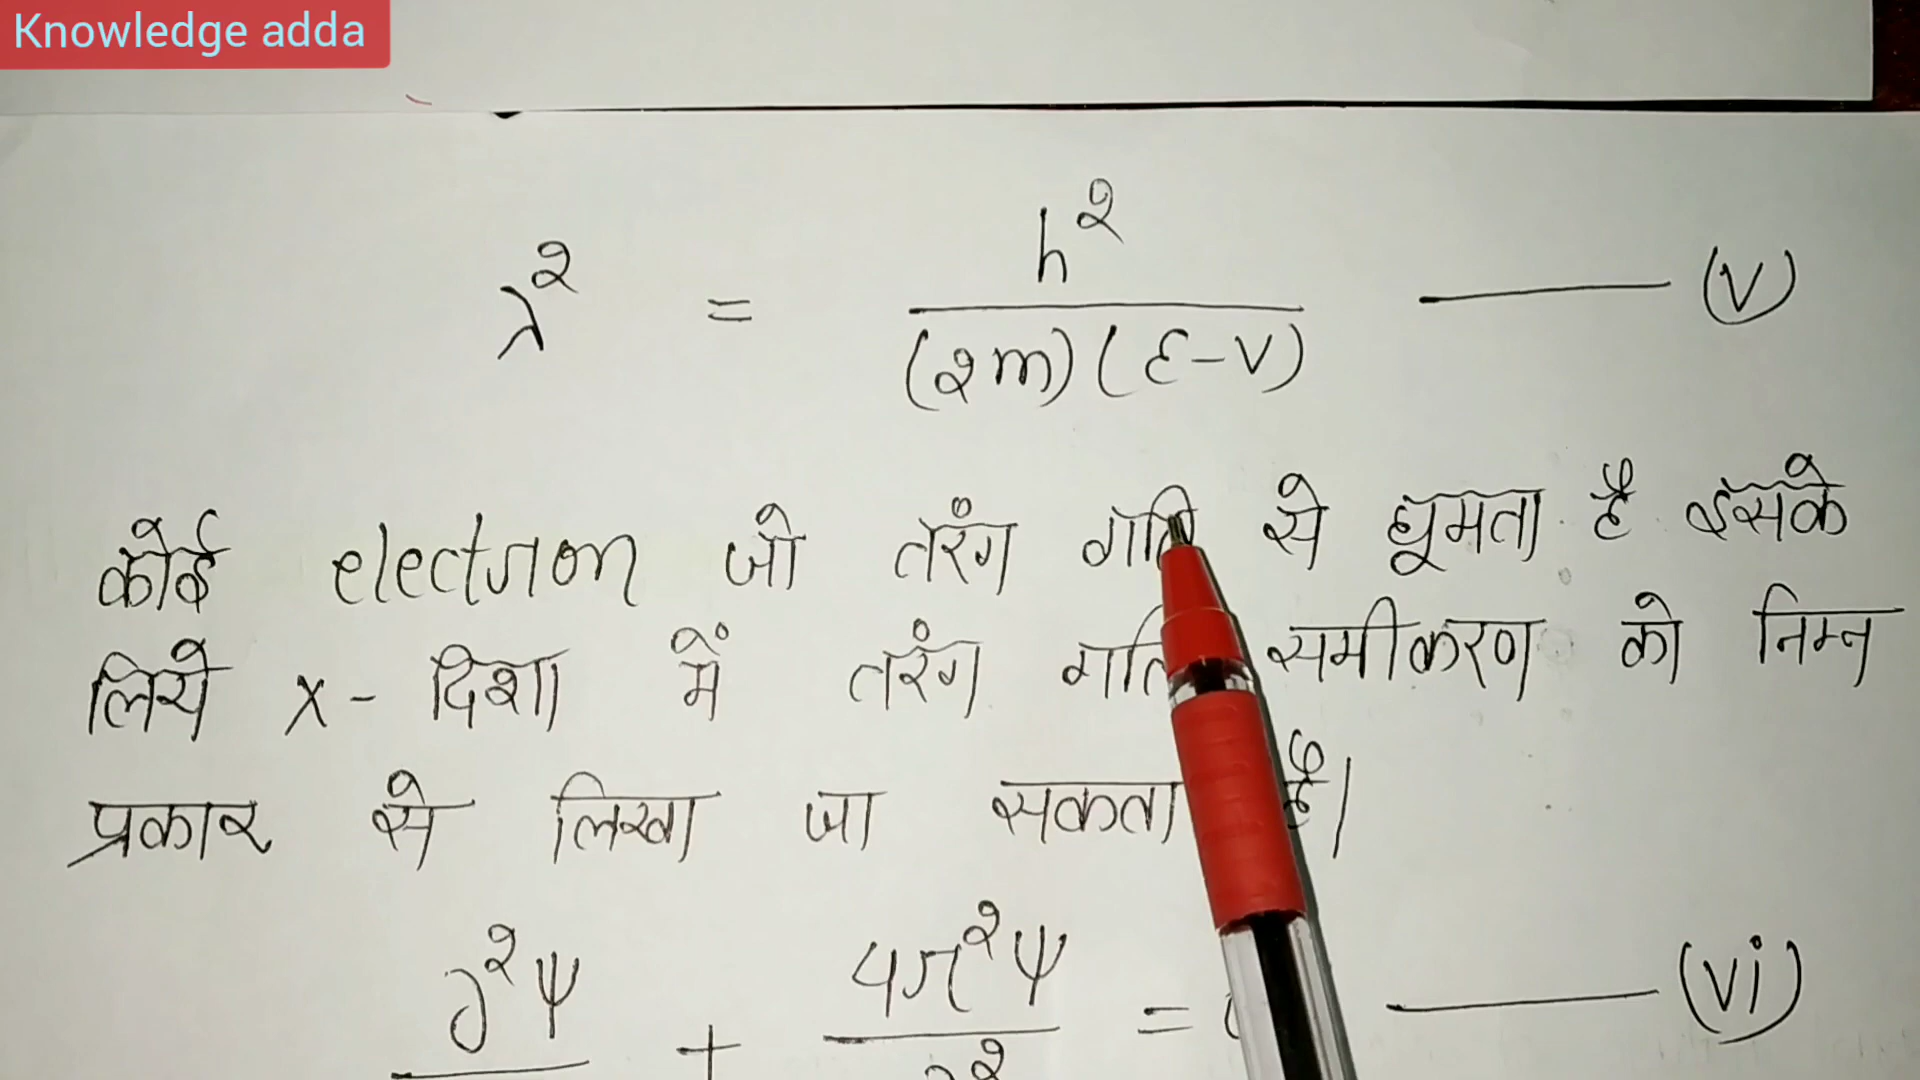 Knowledge adda
λ² = h² / (2m)(E-V) —— (V)
कोई electron जो तरंग गति से घूमता है इसके
लिये x- दिशा में तरंग गति समीकरण को निम्न
प्रकार से लिखा जा सकता है।
∂²Ψ + 4π²Ψ / λ² = —— (vi)